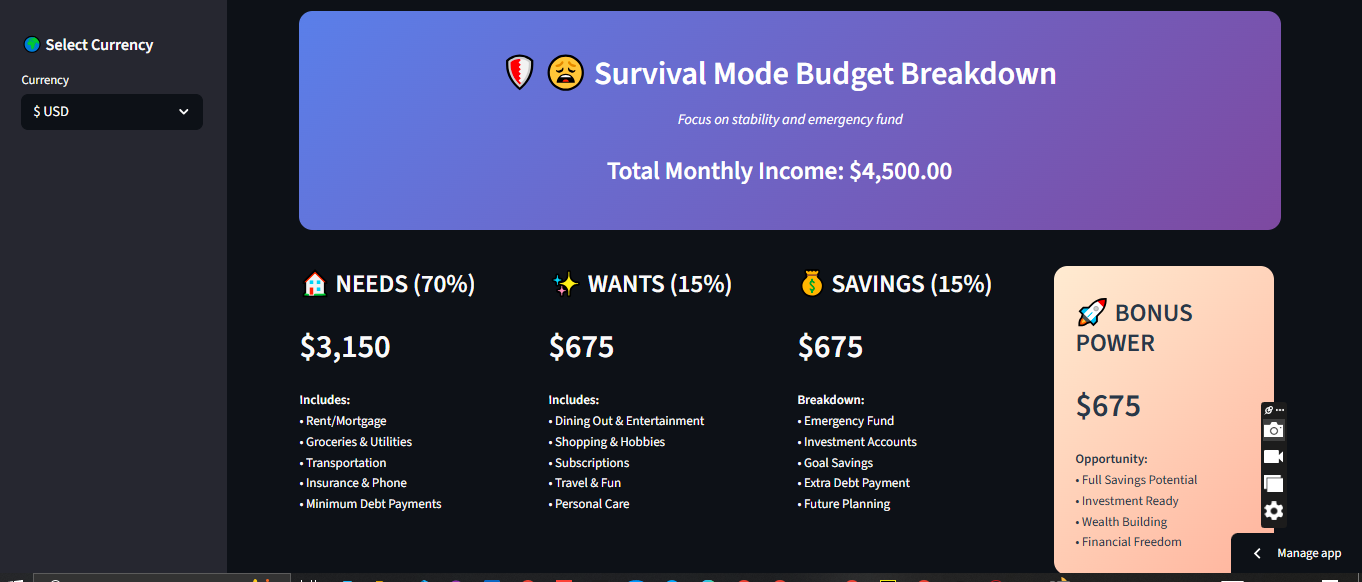 Select Currency
Currency
$ USD
Survival Mode Budget Breakdown
Focus on stability and emergency fund
Total Monthly Income: $4,500.00
NEEDS (70%)
$3,150
Includes:
• Rent/Mortgage
• Groceries & Utilities
• Transportation
• Insurance & Phone
• Minimum Debt Payments
WANTS (15%)
$675
Includes:
• Dining Out & Entertainment
• Shopping & Hobbies
• Subscriptions
• Travel & Fun
• Personal Care
SAVINGS (15%)
$675
Breakdown:
• Emergency Fund
• Investment Accounts
• Goal Savings
• Extra Debt Payment
• Future Planning
BONUS
POWER
$675
Opportunity:
• Full Savings Potential
• Investment Ready
• Wealth Building
• Financial Freedom
Manage app